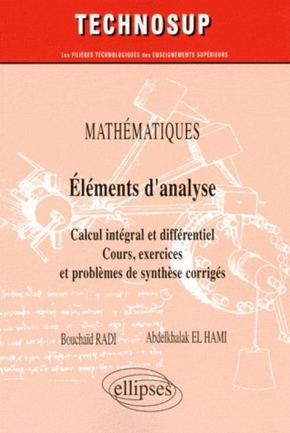 TECHNOSUP
Les FILIÈRES TECHNOLOGIQUES des ENSEIGNEMENTS SUPÉRIEURS
MATHÉMATIQUES
Éléments d'analyse
Calcul intégral et différentiel
Cours, exercices
et problèmes de synthèse corrigés
Bouchaïd RADI
Abdelkhalak EL HAMI
ellipses